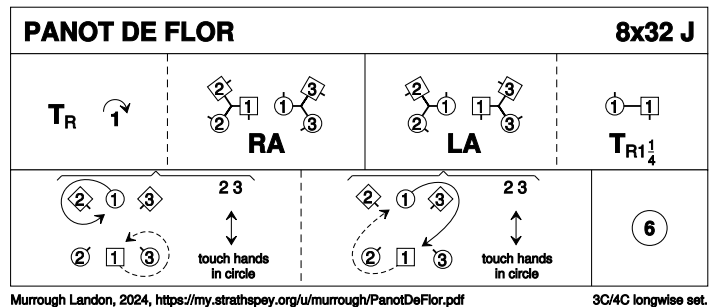 PANOT DE FLOR 8x32 J
TR 1
2 1 1 3
2 3
RA
2 1 1 3
2 3
LA
1 1
TR1 1/4
2 1 3 2 3
2 1 3
touch hands
in circle
2 1 3 2 3
2 1 3
touch hands
in circle
6
Murrough Landon, 2024, https://my.strathspey.org/u/murrough/PanotDeFlor.pdf 3C/4C longwise set.